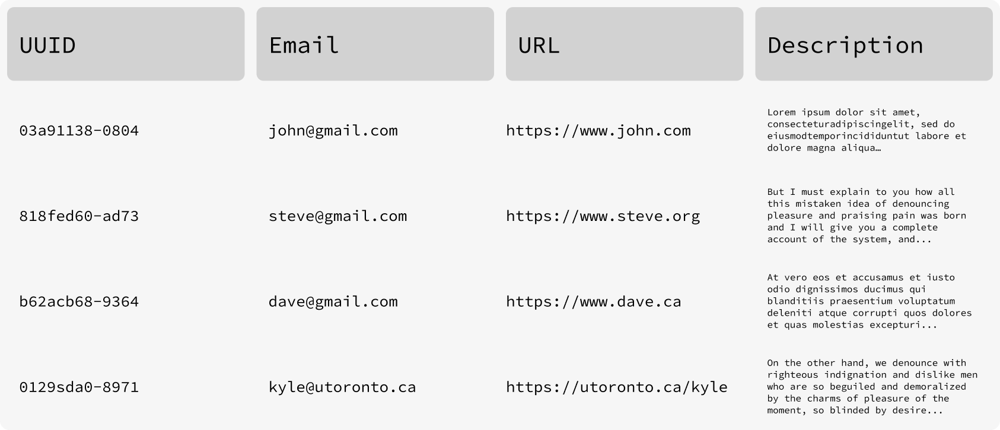 UUID Email URL Description
03a91138-0804 john@gmail.com https://www.john.com
Lorem ipsum dolor sit amet,
consecteturadipiscingelit, sed do
eiusmodtemporincididuntut labore et
dolore magna aliqua…
818fed60-ad73 steve@gmail.com https://www.steve.org
But I must explain to you how all
this mistaken idea of denouncing
pleasure and praising pain was born
and I will give you a complete
account of the system, and...
b62acb68-9364 dave@gmail.com https://www.dave.ca
At vero eos et accusamus et iusto
odio dignissimos ducimus qui
blanditiis praesentium voluptatum
deleniti atque corrupti quos dolores
et quas molestias excepturi...
0129sda0-8971 kyle@utoronto.ca https://utoronto.ca/kyle
On the other hand, we denounce with
righteous indignation and dislike men
who are so beguiled and demoralized
by the charms of pleasure of the
moment, so blinded by desire...